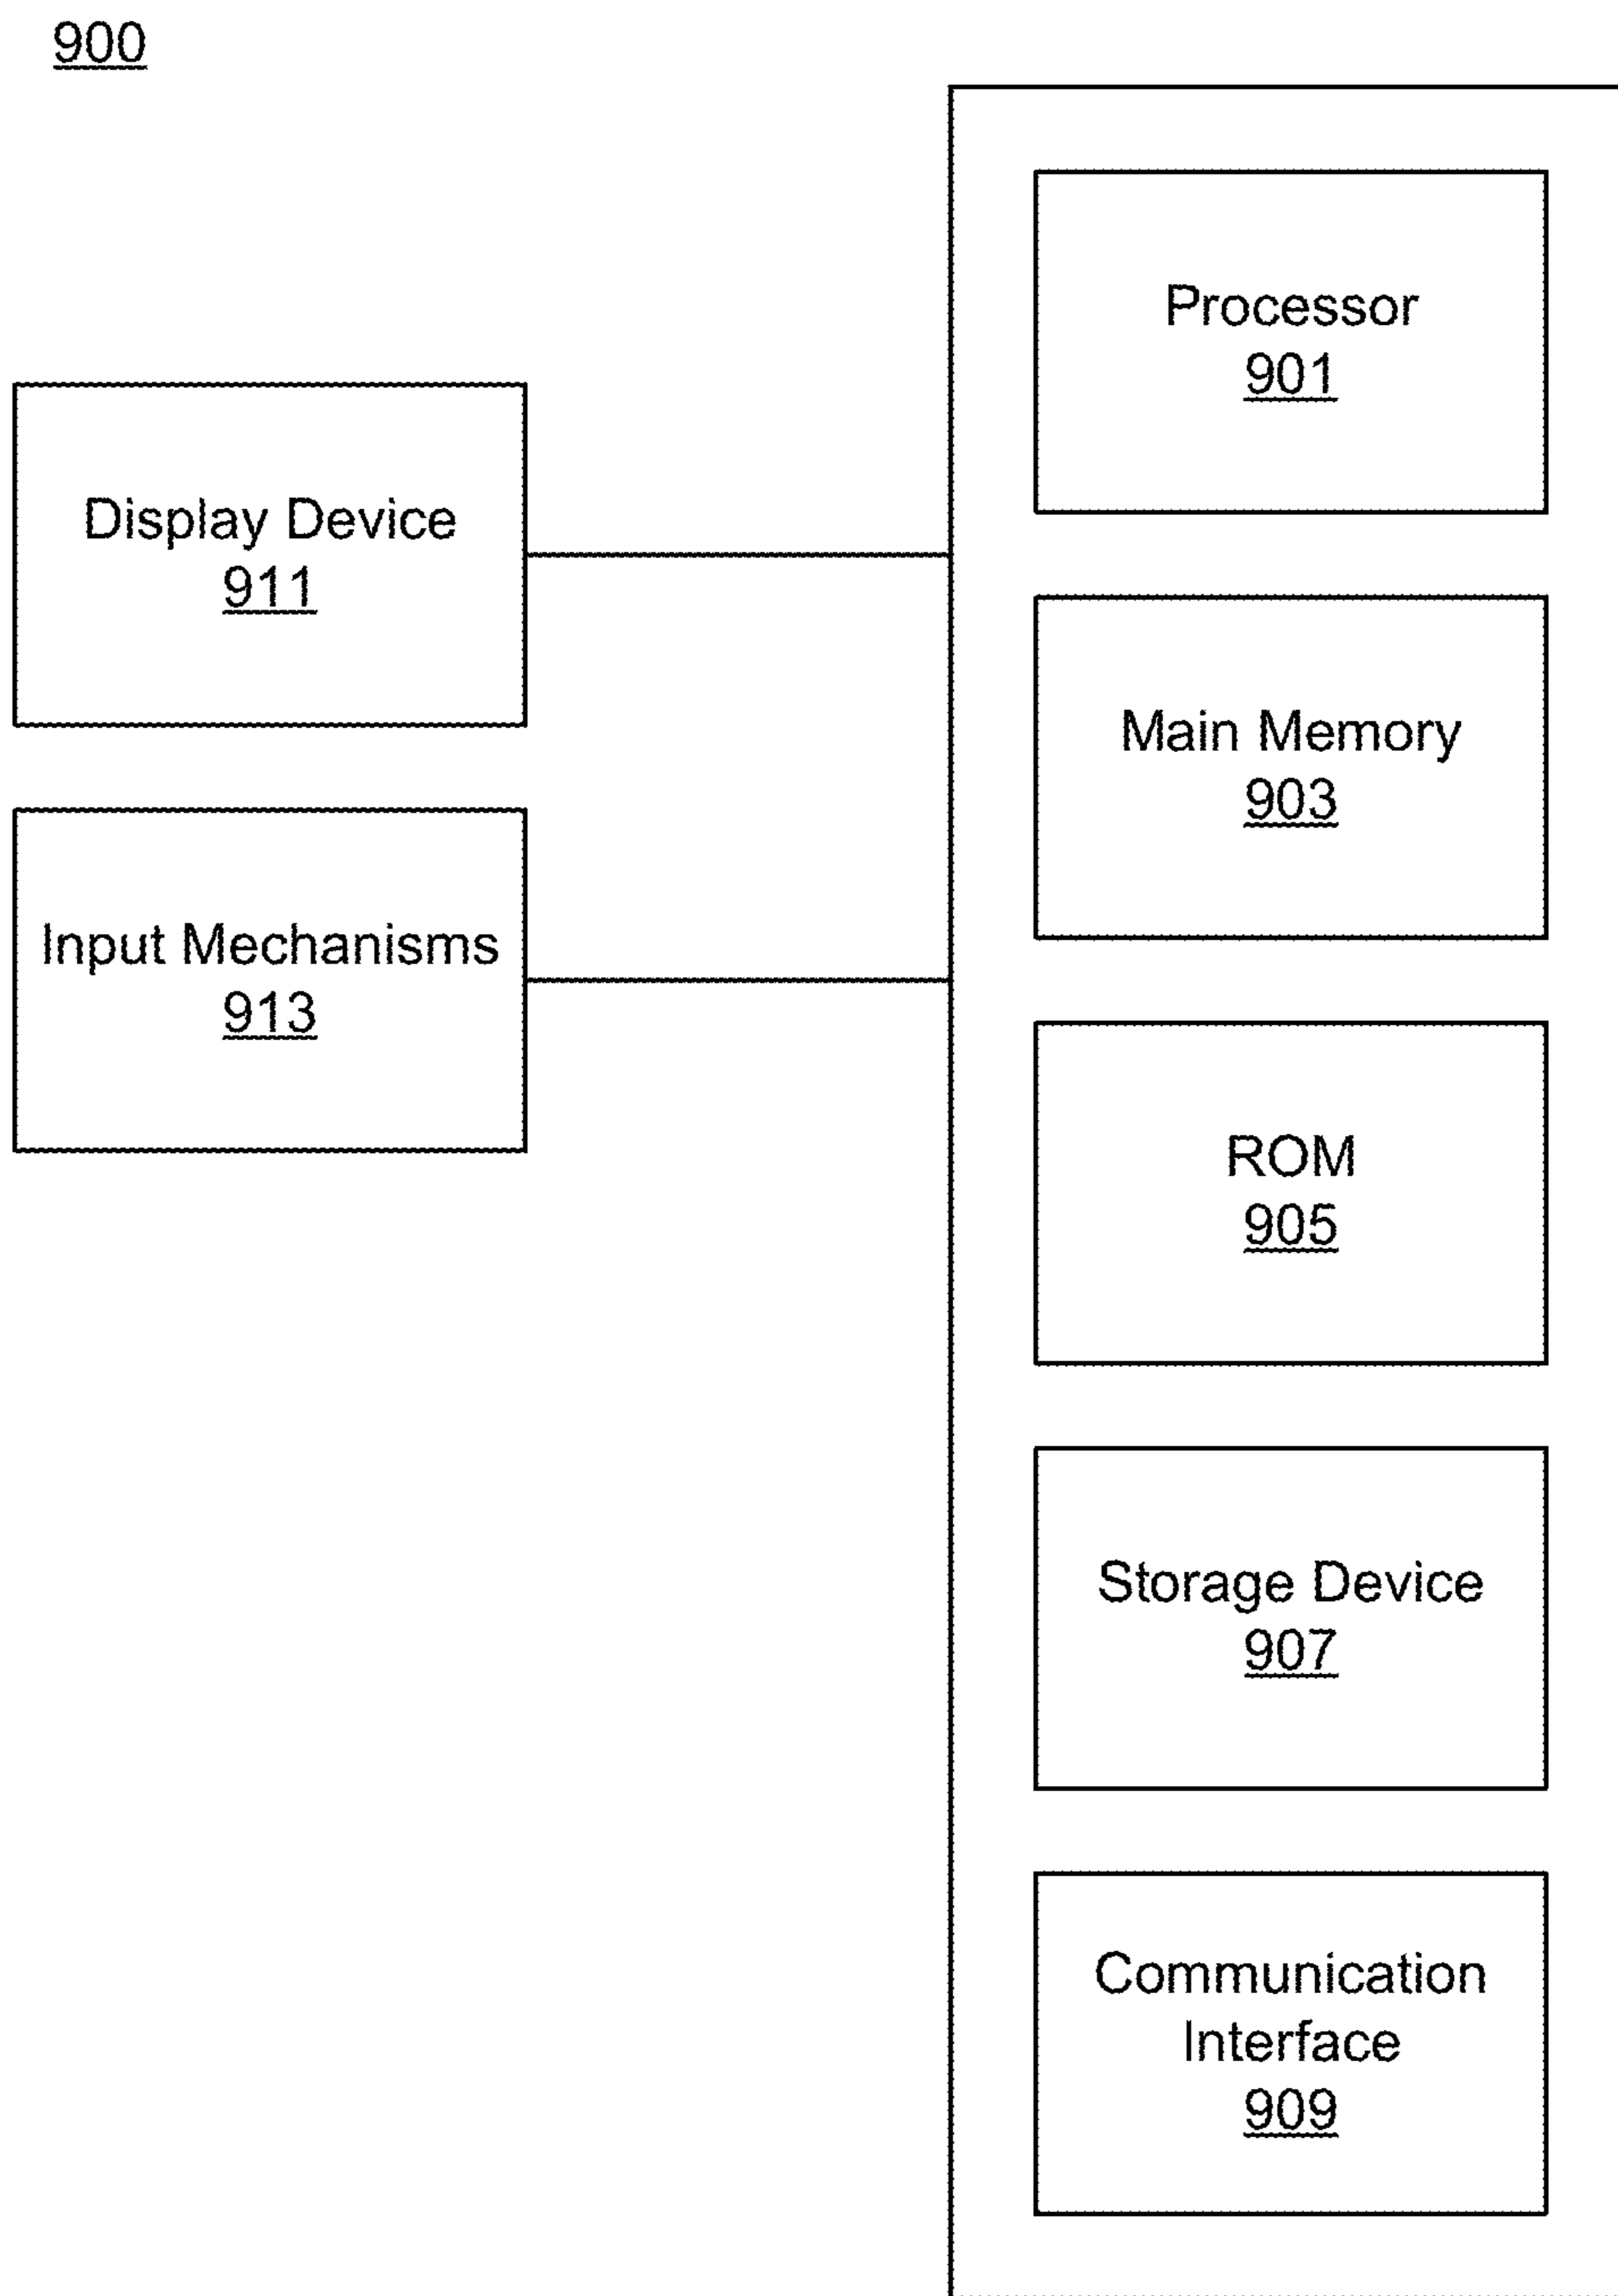 900
Processor
901
Display Device
911
Main Memory
903
Input Mechanisms
913
ROM
905
Storage Device
907
Communication
Interface
909